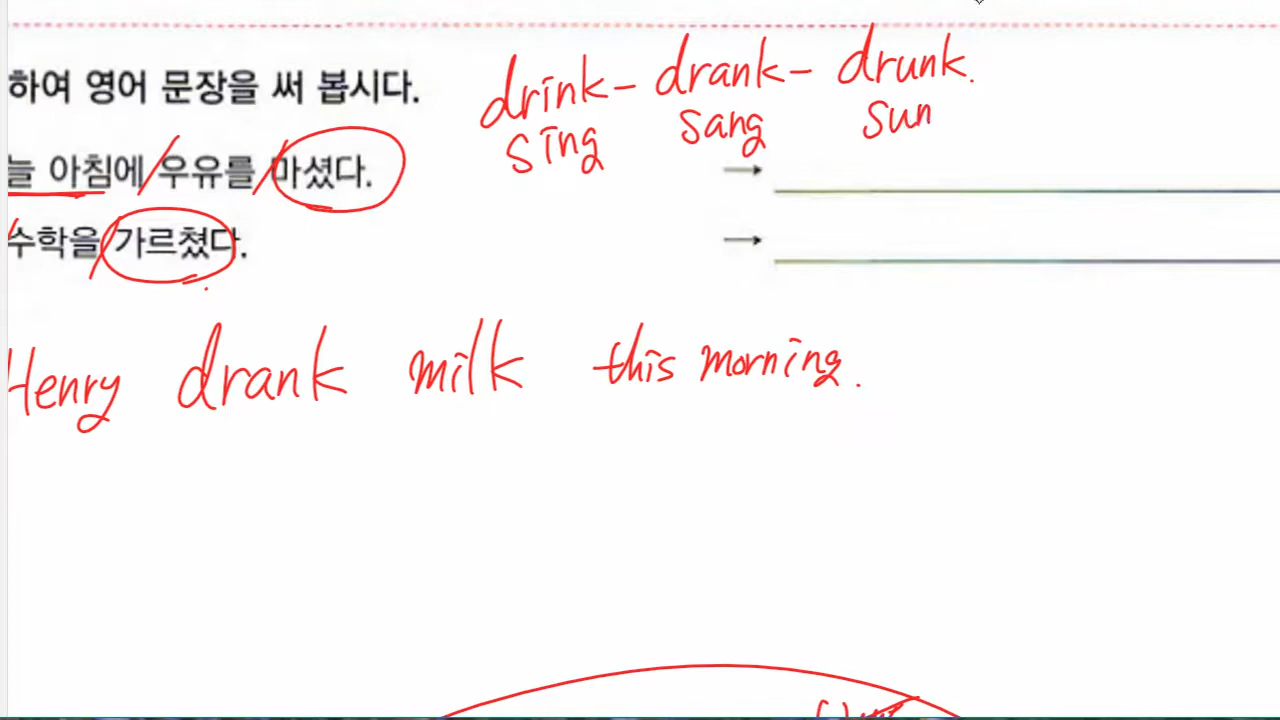 하여 영어 문장을 써 봅시다.
drink - drank - drunk.
sing sang sun
늘 아침에 / 우유를 / 마셨다. →
수학을 / 가르쳤다. →
Henry drank milk this morning.